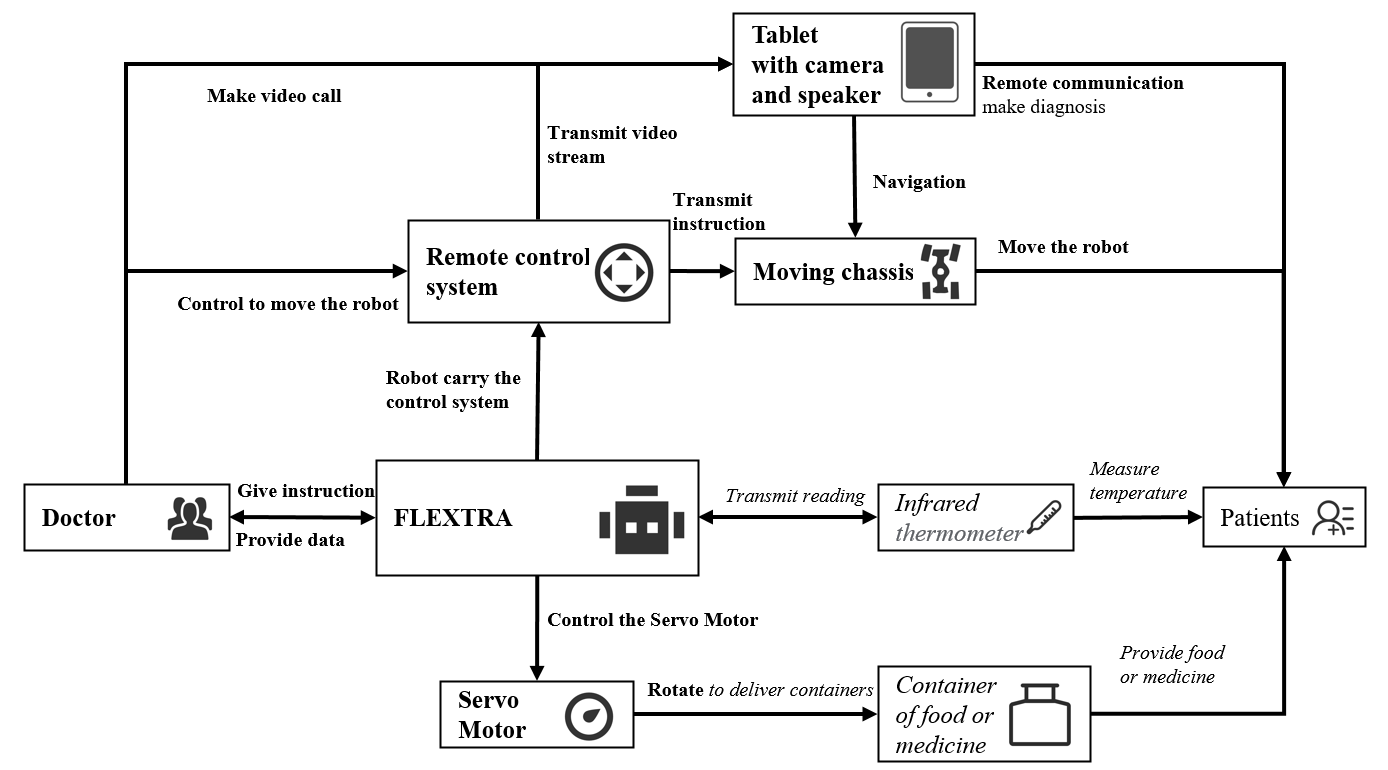 Tablet
with camera
and speaker
Make video call
Remote communication
make diagnosis
Transmit video
stream
Navigation
Transmit
instruction
Remote control
system
Moving chassis
Move the robot
Control to move the robot
Robot carry the
control system
Doctor
Give instruction
Provide data
FLEXTRA
Transmit reading
Infrared
thermometer
Measure
temperature
Patients
Control the Servo Motor
Servo
Motor
Rotate to deliver containers
Container
of food or
medicine
Provide food
or medicine